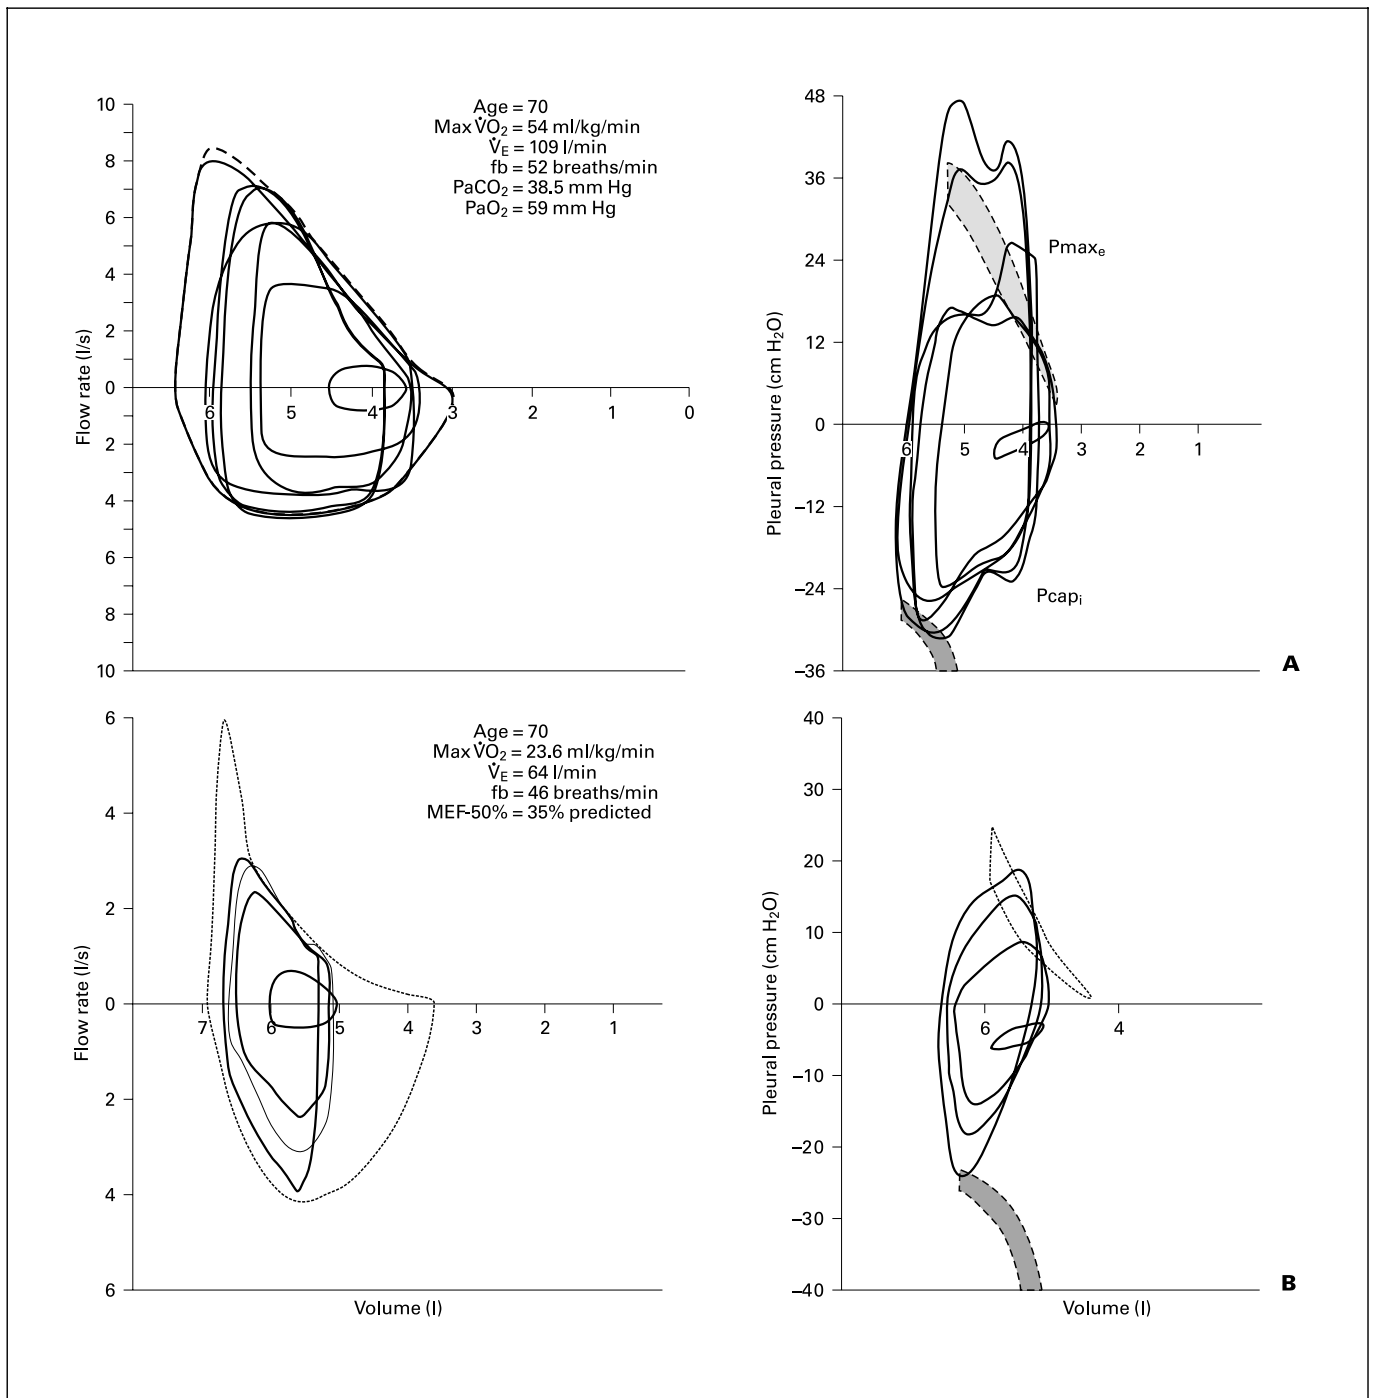 10
8
6
4
2
0
2
4
6
8
10
Flow rate (l/s)
6 5 4 3 2 1 0
Age = 70
Max V̇O₂ = 54 ml/kg/min
V̇E = 109 l/min
fb = 52 breaths/min
PaCO₂ = 38.5 mm Hg
PaO₂ = 59 mm Hg
48
36
24
12
0
–12
–24
–36
Pleural pressure (cm H₂O)
6 5 4 3 2 1
Pmaxₑ
Pcapᵢ
A
6
4
2
0
2
4
6
Flow rate (l/s)
7 6 5 4 3 2 1
Age = 70
Max V̇O₂ = 23.6 ml/kg/min
V̇E = 64 l/min
fb = 46 breaths/min
MEF-50% = 35% predicted
Volume (l)
40
30
20
10
0
–10
–20
–30
–40
Pleural pressure (cm H₂O)
6 4
B
Volume (l)